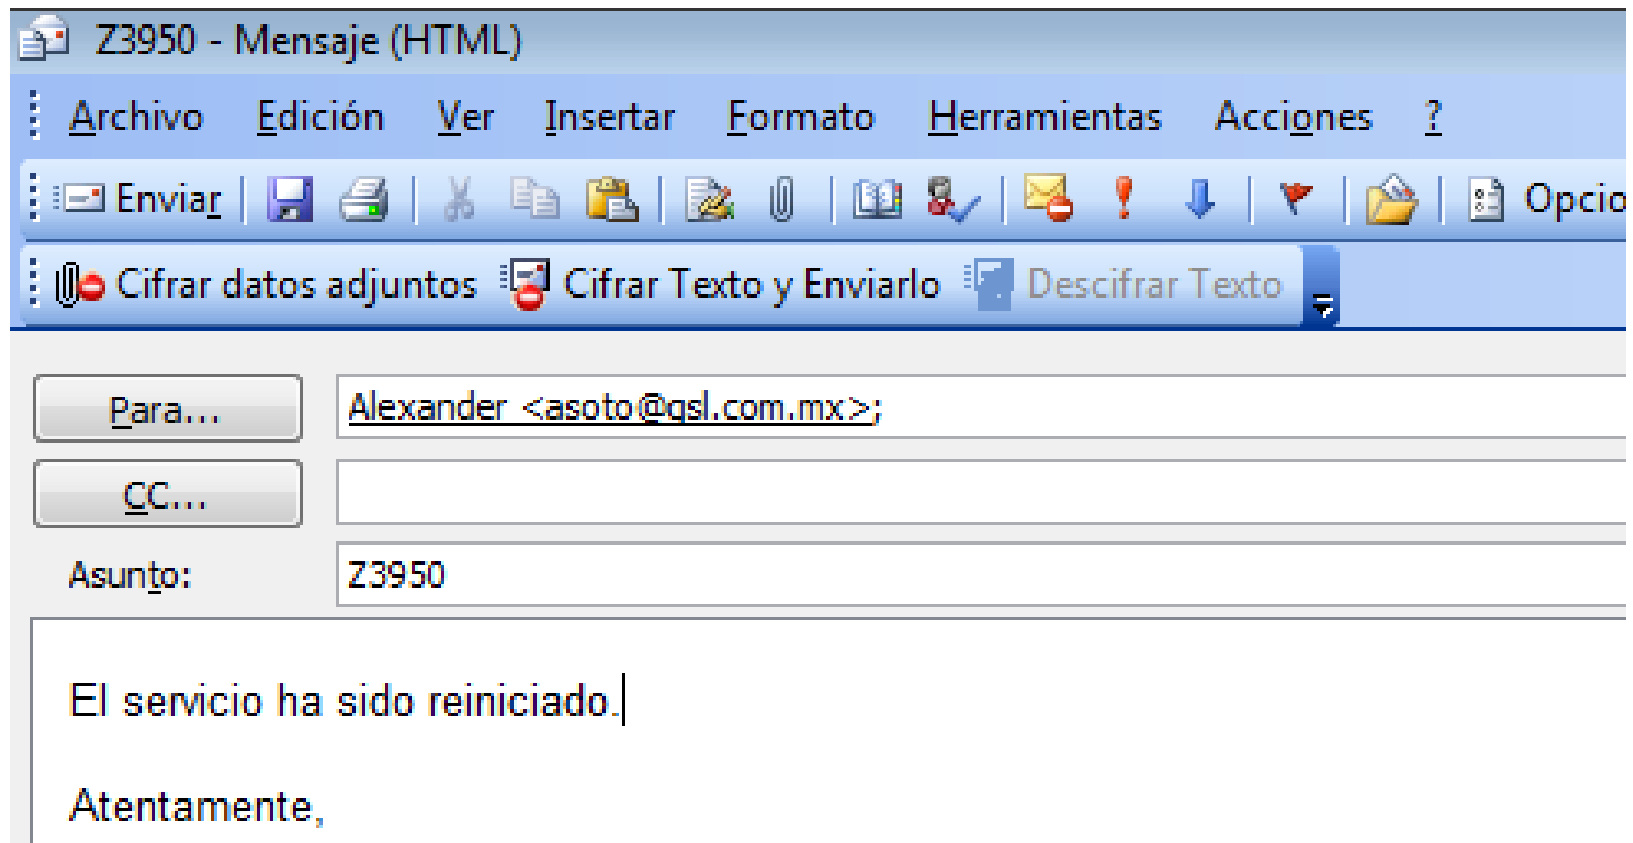 Z3950 - Mensaje (HTML)
Archivo Edición Ver Insertar Formato Herramientas Acciones ?
Enviar Opcio
Cifrar datos adjuntos Cifrar Texto y Enviarlo Descifrar Texto
Para... Alexander <asoto@qsl.com.mx>;
CC...
Asunto: Z3950
El servicio ha sido reiniciado.
Atentamente,